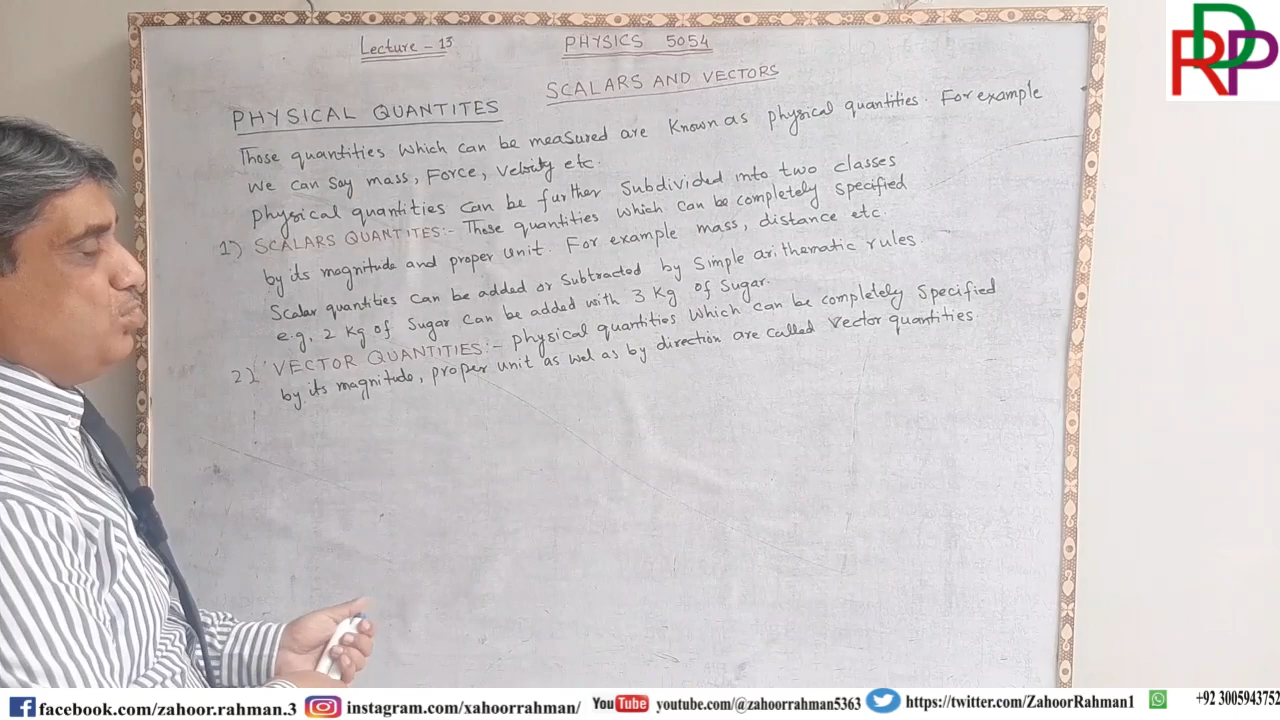 Lecture - 13
PHYSICS 5054
SCALARS AND VECTORS
PHYSICAL QUANTITES
Those quantities which can be measured are known as physical quantities. For example
we can say mass, Force, Velocity etc.
physical quantities can be further Subdivided into two classes
1) SCALARS QUANTITES:- Those quantities which can be completely specified
by its magnitude and proper unit. For example mass, distance etc.
Scalar quantities can be added or Subtracted by Simple arithematic rules.
e.g, 2 Kg of Sugar can be added with 3 Kg of Sugar.
2) VECTOR QUANTITIES:- physical quantities which can be completely specified
by its magnitude, proper unit as wel as by direction are called Vector quantities.
RDP
facebook.com/zahoor.rahman.3
instagram.com/xahoorrahman/
YouTube youtube.com/@zahoorrahman5363
https://twitter.com/ZahoorRahman1
+92 3005943752